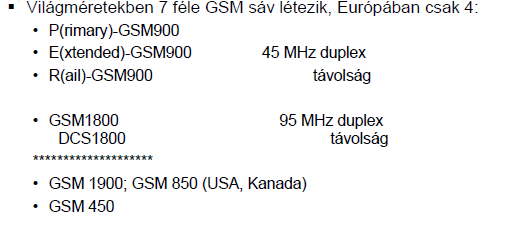 ▪ Világméretekben 7 féle GSM sáv létezik, Európában csak 4:
• P(rimary)-GSM900
• E(xtended)-GSM900 45 MHz duplex
• R(ail)-GSM900 távolság
• GSM1800 95 MHz duplex
DCS1800 távolság
********************
• GSM 1900; GSM 850 (USA, Kanada)
• GSM 450